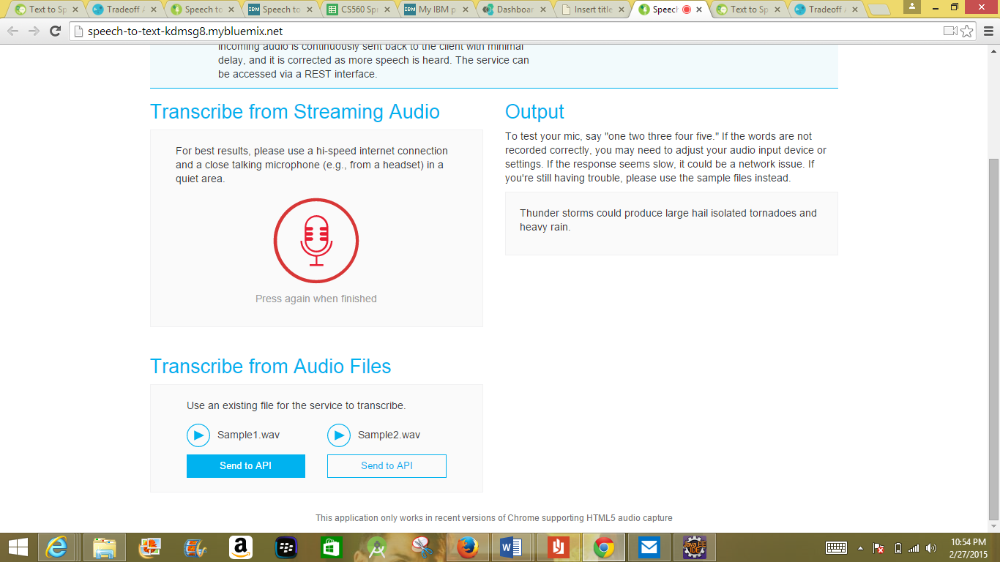 Text to Sp
Tradeoff A
Speech to
IBM Speech to
CS560 Spr
IBM My IBM p
Dashboar
Insert title
Speech
Text to Sp
Tradeoff A
speech-to-text-kdmsg8.mybluemix.net
incoming audio is continuously sent back to the client with minimal
delay, and it is corrected as more speech is heard. The service can
be accessed via a REST interface.
Transcribe from Streaming Audio
For best results, please use a hi-speed internet connection
and a close talking microphone (e.g., from a headset) in a
quiet area.
Press again when finished
Output
To test your mic, say "one two three four five." If the words are not
recorded correctly, you may need to adjust your audio input device or
settings. If the response seems slow, it could be a network issue. If
you're still having trouble, please use the sample files instead.
Thunder storms could produce large hail isolated tornadoes and
heavy rain.
Transcribe from Audio Files
Use an existing file for the service to transcribe.
Sample1.wav
Send to API
Sample2.wav
Send to API
This application only works in recent versions of Chrome supporting HTML5 audio capture
Java EE
IDE
10:54 PM
2/27/2015